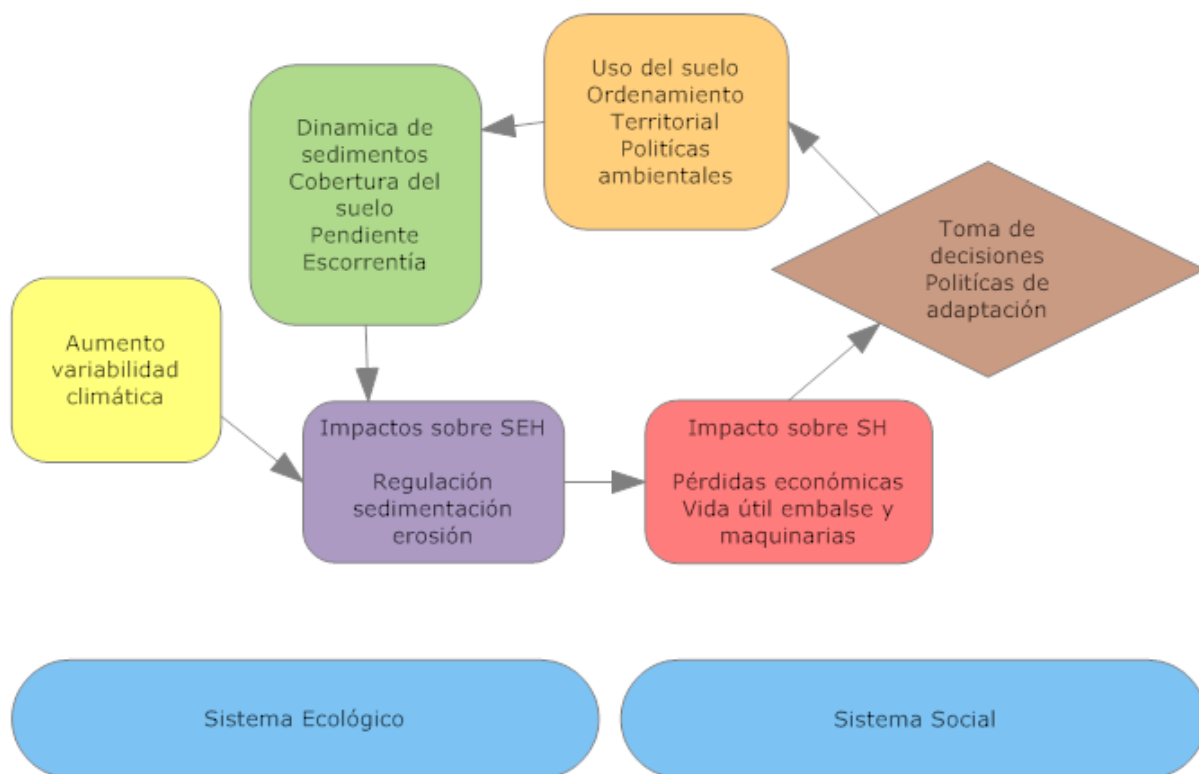 Uso del suelo
Ordenamiento
Territorial
Politícas
ambientales
Dinamica de
sedimentos
Cobertura del
suelo
Pendiente
Escorrentía
Toma de
decisiones
Politícas de
adaptación
Aumento
variabilidad
climática
Impactos sobre SEH
Regulación
sedimentación
erosión
Impacto sobre SH
Pérdidas económicas
Vida útil embalse y
maquinarias
Sistema Ecológico
Sistema Social